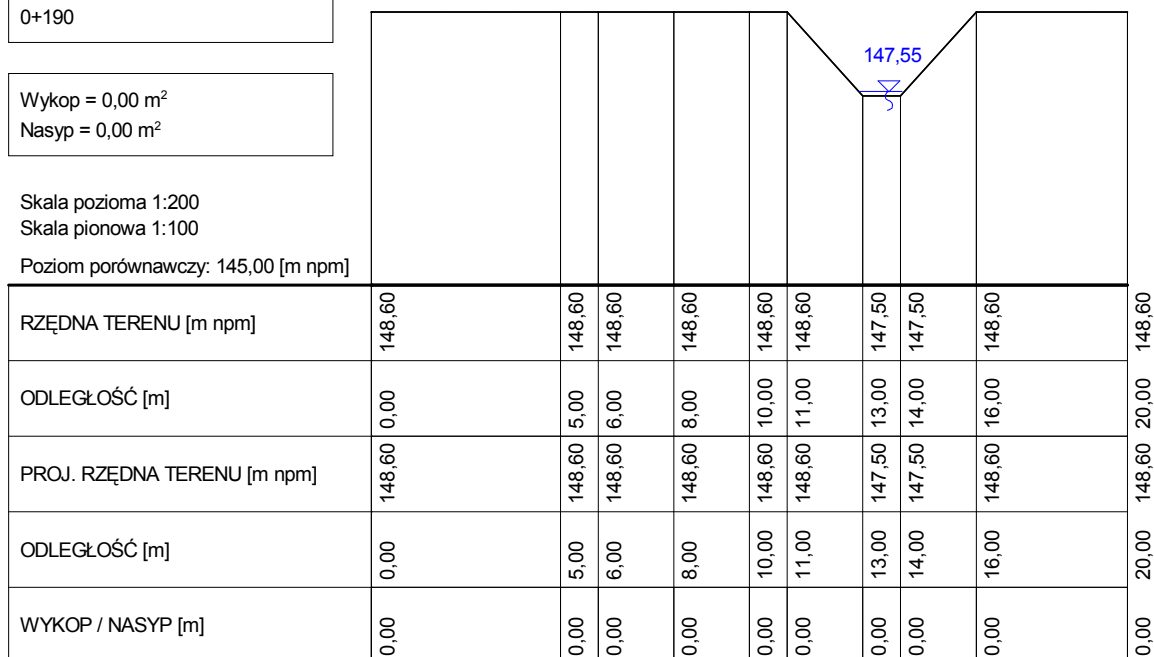 0+190
147,55
Wykop = 0,00 m²
Nasyp = 0,00 m²
Skala pozioma 1:200
Skala pionowa 1:100
Poziom porównawczy: 145,00 [m npm]
RZĘDNA TERENU [m npm] 148,60 148,60 148,60 148,60 148,60 148,60 147,50 147,50 148,60 148,60
ODLEGŁOŚĆ [m] 0,00 5,00 6,00 8,00 10,00 11,00 13,00 14,00 16,00 20,00
PROJ. RZĘDNA TERENU [m npm] 148,60 148,60 148,60 148,60 148,60 148,60 147,50 147,50 148,60 148,60
ODLEGŁOŚĆ [m] 0,00 5,00 6,00 8,00 10,00 11,00 13,00 14,00 16,00 20,00
WYKOP / NASYP [m] 0,00 0,00 0,00 0,00 0,00 0,00 0,00 0,00 0,00 0,00